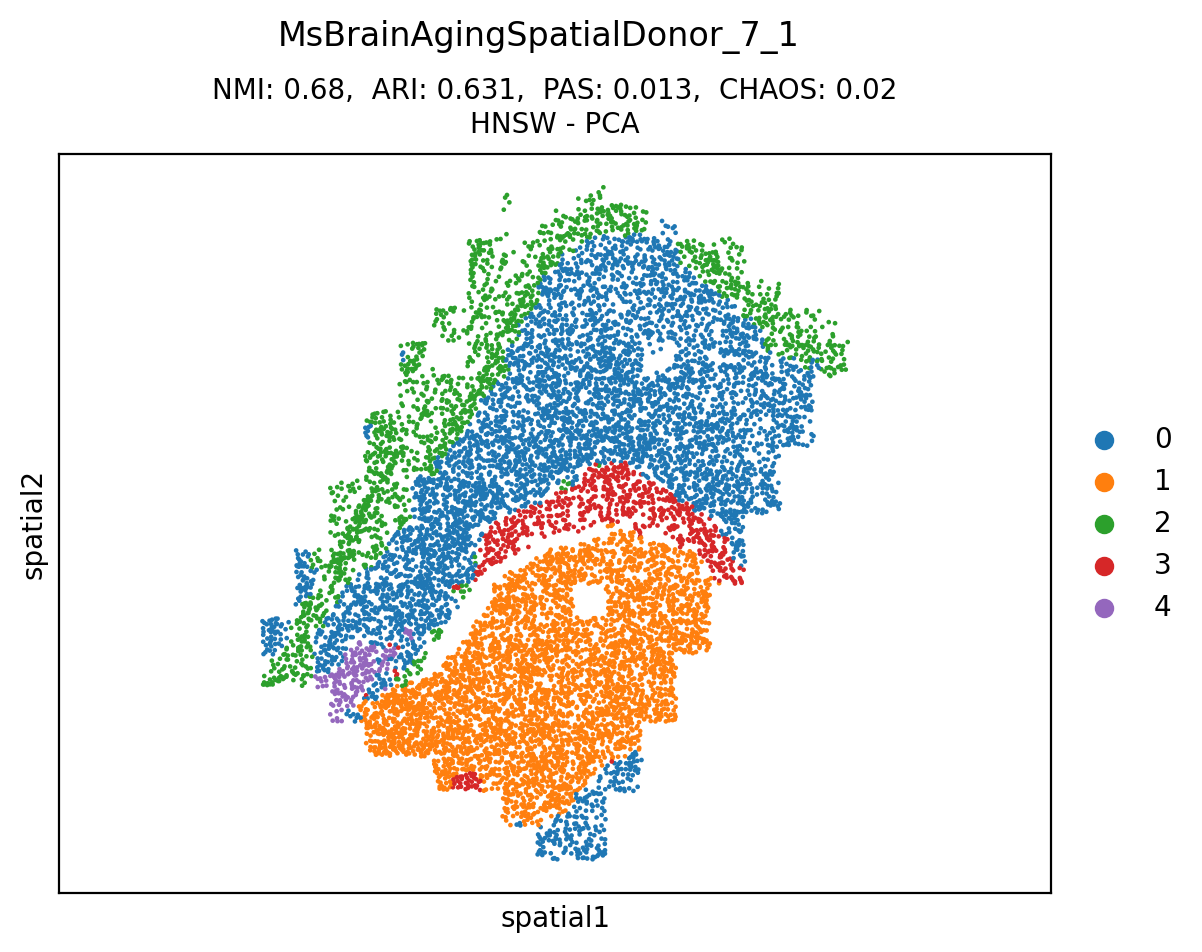 MsBrainAgingSpatialDonor_7_1
NMI: 0.68,  ARI: 0.631,  PAS: 0.013,  CHAOS: 0.02
HNSW - PCA
spatial2
0
1
2
3
4
spatial1